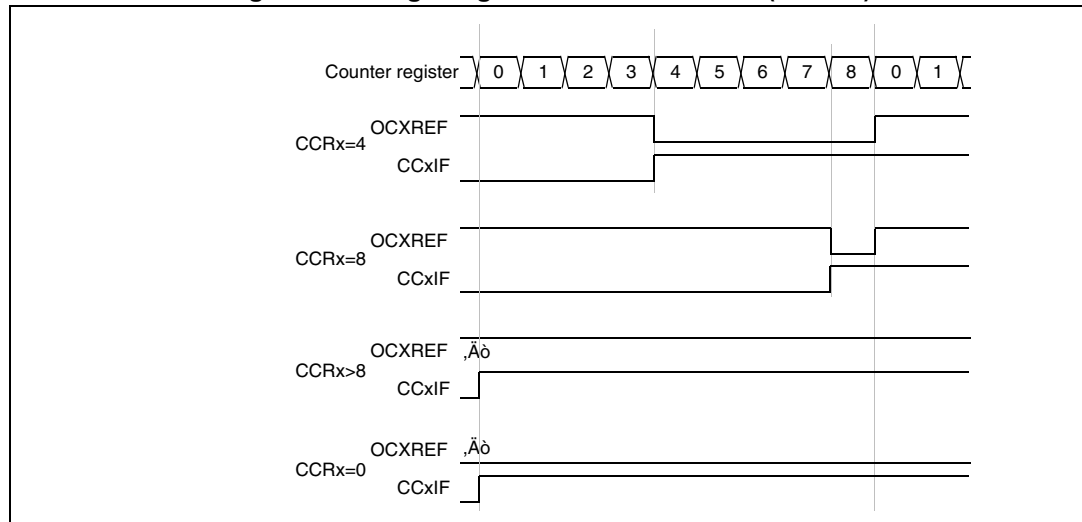 Counter register 0 1 2 3 4 5 6 7 8 0 1
OCXREF
CCRx=4
CCxIF
OCXREF
CCRx=8
CCxIF
OCXREF ‚Äò
CCRx>8
CCxIF
OCXREF ‚Äò
CCRx=0
CCxIF